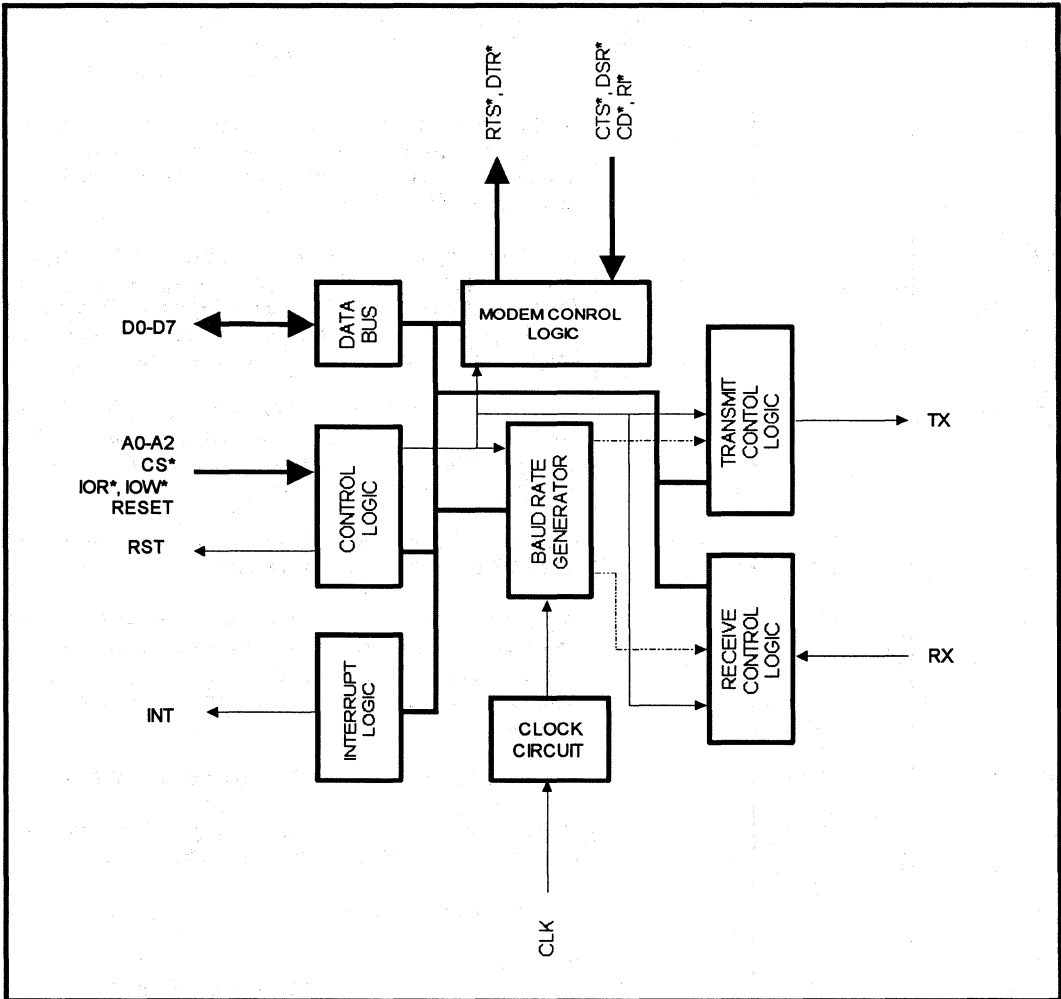 RTS*, DTR*
CTS*, DSR*
CD*, RI*
D0-D7
DATA
BUS
MODEM CONROL
LOGIC
A0-A2
CS*
IOR*, IOW*
RESET
RST
CONTROL
LOGIC
BAUD RATE
GENERATOR
TRANSMIT
CONTOL
LOGIC
TX
INT
INTERRUPT
LOGIC
CLOCK
CIRCUIT
RECEIVE
CONTROL
LOGIC
RX
CLK